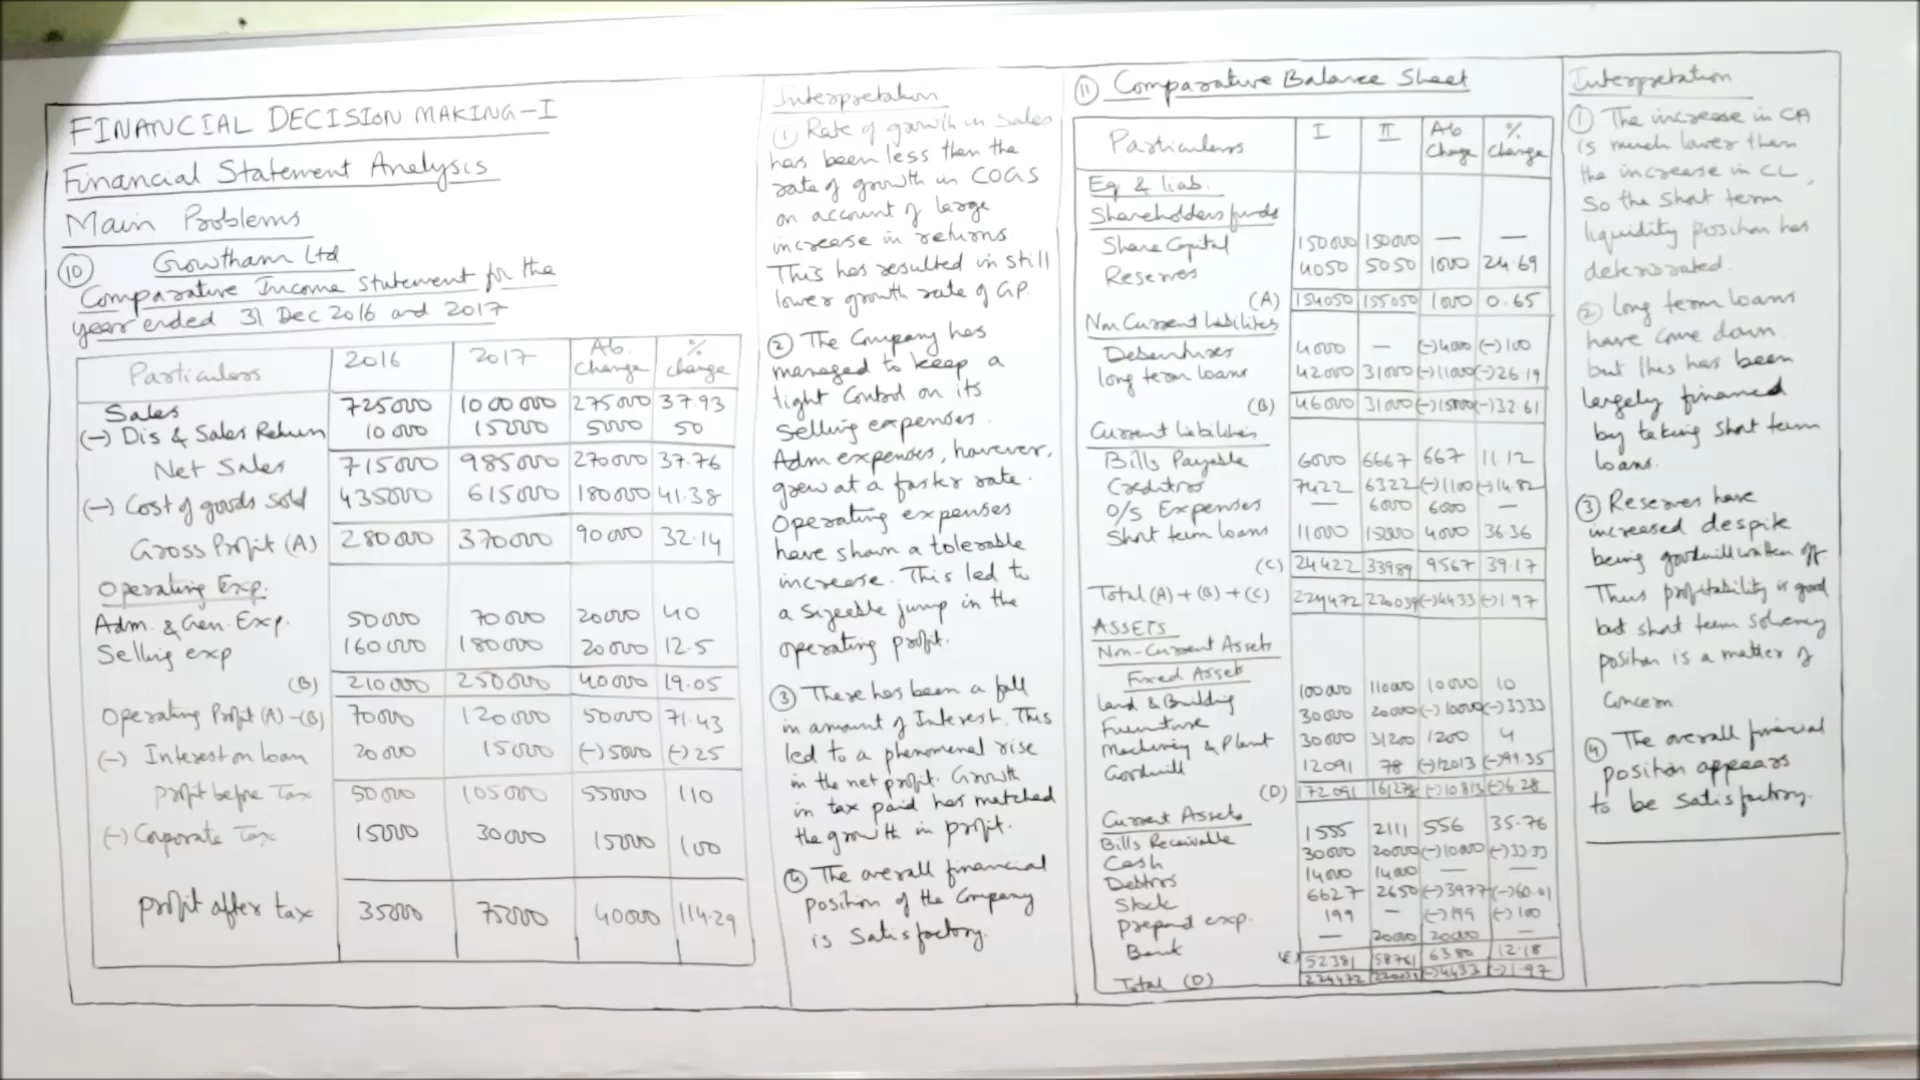 FINANCIAL DECISION MAKING-I
Financial Statement Analysis
Main Problems
10 Growtham Ltd
Comparative Income Statement for the
year ended 31 Dec 2016 and 2017
Particulars 2016 2017 Ab. change % change
Sales 725000 1000000 275000 37.93
(-) Dis & Sales Return 10000 15000 5000 50
Net Sales 715000 985000 270000 37.76
(-) Cost of goods sold 435000 615000 180000 41.38
Gross Profit (A) 280000 370000 90000 32.14
Operating Exp.
Adm. & Gen. Exp. 50000 70000 20000 40
Selling exp 160000 180000 20000 12.5
(B) 210000 250000 40000 19.05
Operating Profit (A)-(B) 70000 120000 50000 71.43
(-) Interest on loan 20000 15000 (-)5000 (-)25
Profit before Tax 50000 105000 55000 110
(-) Corporate Tax 15000 30000 15000 100
Profit after tax 35000 75000 40000 114.29
Interpretation
1 Rate of growth in sales
has been less than the
rate of growth in COGS
on account of large
increase in returns.
This has resulted in still
lower growth rate of GP.
2 The Company has
managed to keep a
tight Control on its
Selling expenses.
Adm expenses, however,
grew at a faster rate.
Operating expenses
have shown a tolerable
increase. This led to
a sizeable jump in the
operating profit.
3 There has been a fall
in amount of Interest. This
led to a phenomenal rise
in the net profit. Growth
in tax paid has matched
the growth in profit.
4 The overall financial
position of the Company
is Satisfactory.
11 Comparative Balance Sheet
Particulars I II Ab Change % change
Eq & liab.
Shareholders funds
Share Capital 150000 150000 — —
Reserves 4050 5050 1000 24.69
(A) 154050 155050 1000 0.65
Non Current liabilites
Debentures 4000 — (-)4000 (-)100
long term loans 42000 31000 (-)11000 (-)26.19
(B) 46000 31000 (-)15000 (-)32.61
Current liabilities
Bills Payable 6000 6667 667 11.12
Creditors 7422 6322 (-)1100 (-)14.82
O/S Expenses — 6000 6000 —
Short term loans 11000 15000 4000 36.36
(C) 24422 33989 9567 39.17
Total (A) + (B) + (C) 224472 220039 (-)4433 (-)1.97
ASSETS
Non-Current Assets
Fixed Assets
Land & Building 100000 110000 10000 10
Furniture 30000 20000 (-)10000 (-)33.33
Machinery & Plant 30000 31200 1200 4
Goodwill 12091 78 (-)12013 (-)99.35
(D) 172091 161278 (-)10813 (-)6.28
Current Assets
Bills Receivable 1555 2111 556 35.76
Cash 30000 20000 (-)10000 (-)33.33
Debtors 14000 14000 — —
Stock 6627 2650 (-)3977 (-)60.01
Prepaid exp. 199 — (-)199 (-)100
Bank — 20000 20000 —
52381 58761 6380 12.18
Total (D) 224472 220039 (-)4433 (-)1.97
Interpretation
1 The increase in CA
is much lower than
the increase in CL,
So the short term
liquidity position has
deteriorated.
2 long term loans
have come down
but this has been
largely financed
by taking short term
loans.
3 Reserves have
increased despite
being goodwill written off.
Thus profitability is good
but short term solvency
position is a matter of
Concern.
4 The overall financial
position appears
to be satisfactory.